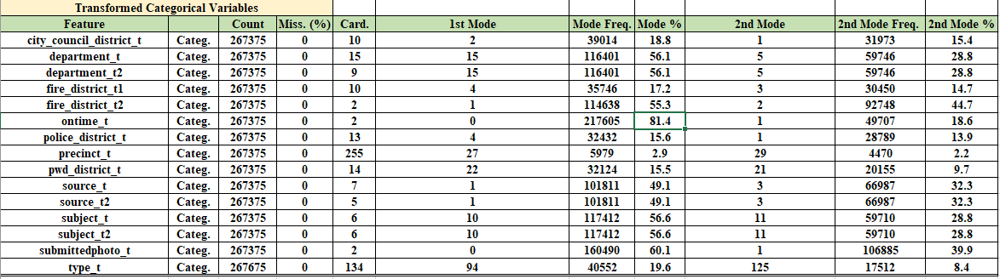 Transformed Categorical Variables
Feature Count Miss. (%) Card. 1st Mode Mode Freq. Mode % 2nd Mode 2nd Mode Freq. 2nd Mode %
city_council_district_t Categ. 267375 0 10 2 39014 18.8 1 31973 15.4
department_t Categ. 267375 0 15 15 116401 56.1 5 59746 28.8
department_t2 Categ. 267375 0 9 15 116401 56.1 5 59746 28.8
fire_district_t1 Categ. 267375 0 10 4 35746 17.2 3 30450 14.7
fire_district_t2 Categ. 267375 0 2 1 114638 55.3 2 92748 44.7
ontime_t Categ. 267375 0 2 0 217605 81.4 1 49707 18.6
police_district_t Categ. 267375 0 13 4 32432 15.6 1 28789 13.9
precinct_t Categ. 267375 0 255 27 5979 2.9 29 4470 2.2
pwd_district_t Categ. 267375 0 14 22 32124 15.5 21 20155 9.7
source_t Categ. 267375 0 7 1 101811 49.1 3 66987 32.3
source_t2 Categ. 267375 0 5 1 101811 49.1 3 66987 32.3
subject_t Categ. 267375 0 6 10 117412 56.6 11 59710 28.8
subject_t2 Categ. 267375 0 6 10 117412 56.6 11 59710 28.8
submittedphoto_t Categ. 267375 0 2 0 160490 60.1 1 106885 39.9
type_t Categ. 267675 0 134 94 40552 19.6 125 17512 8.4